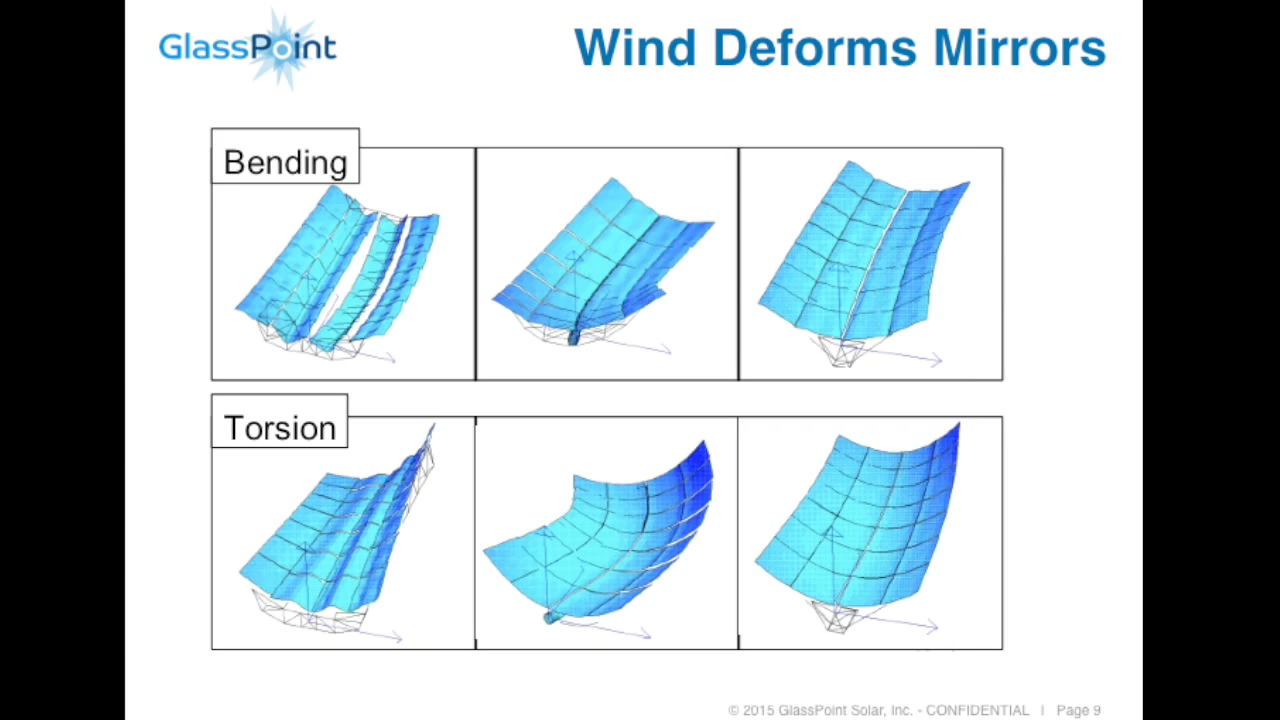 GlassPoint
Wind Deforms Mirrors
Bending
Torsion
© 2015 GlassPoint Solar, Inc. - CONFIDENTIAL | Page 9